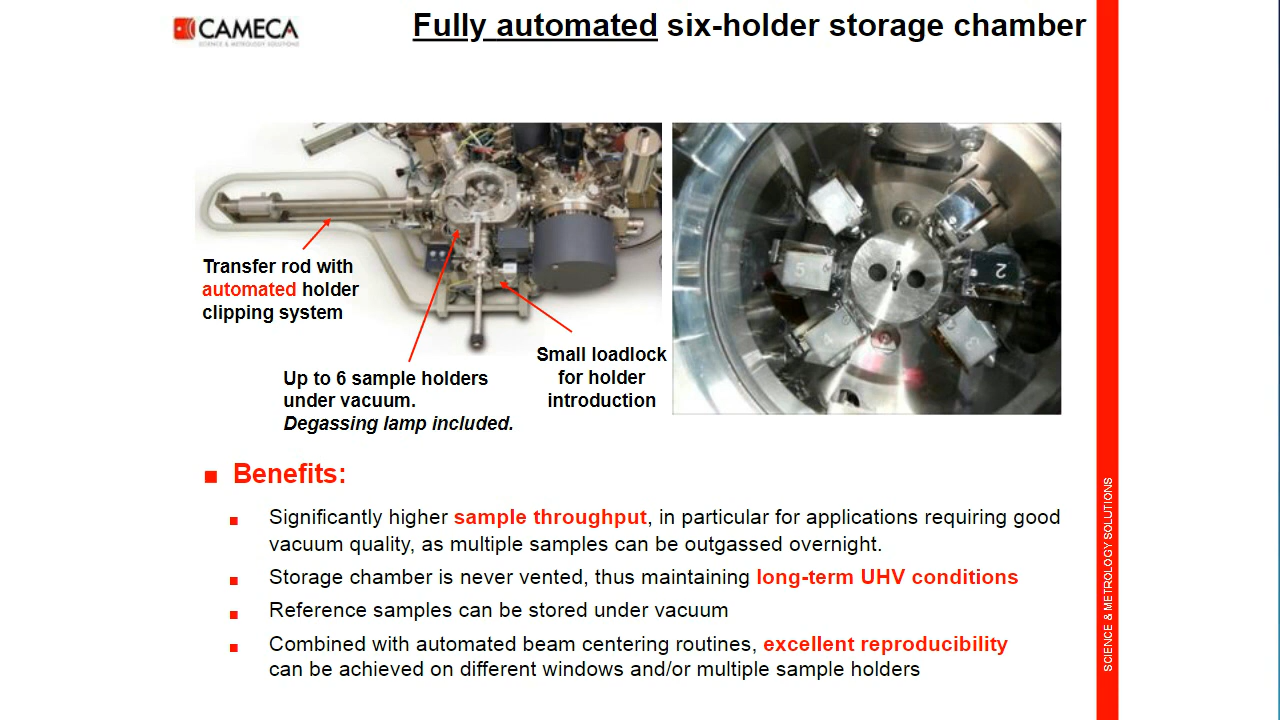 CAMECA
SCIENCE & METROLOGY SOLUTIONS
Fully automated six-holder storage chamber
Transfer rod with
automated holder
clipping system
Up to 6 sample holders
under vacuum.
Degassing lamp included.
Small loadlock
for holder
introduction
5
2
4
3
Benefits:
Significantly higher sample throughput, in particular for applications requiring good
vacuum quality, as multiple samples can be outgassed overnight.
Storage chamber is never vented, thus maintaining long-term UHV conditions
Reference samples can be stored under vacuum
Combined with automated beam centering routines, excellent reproducibility
can be achieved on different windows and/or multiple sample holders
SCIENCE & METROLOGY SOLUTIONS